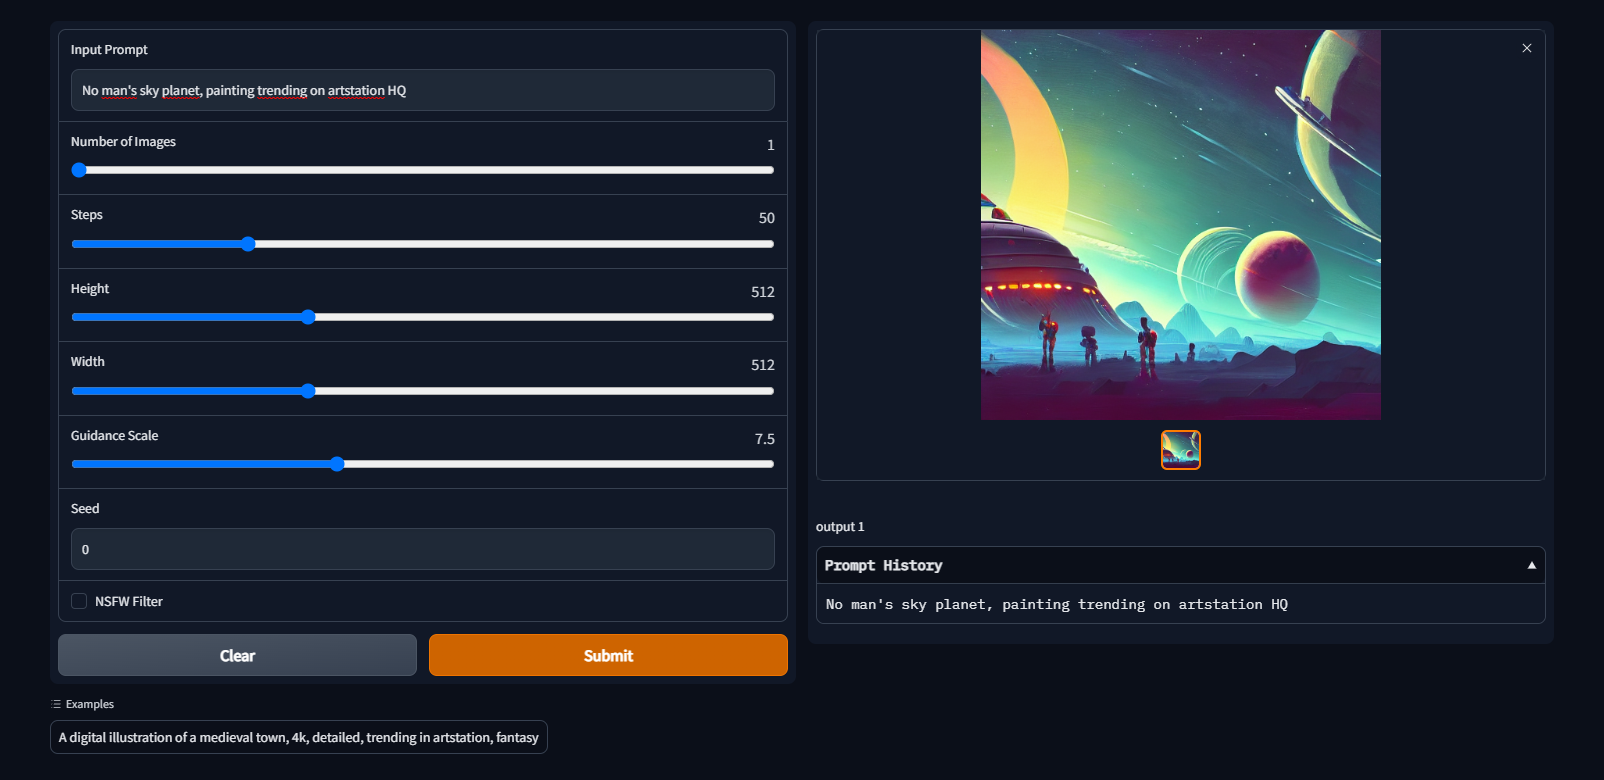 Input Prompt
No man's sky planet, painting trending on artstation HQ
Number of Images
1
Steps
50
Height
512
Width
512
Guidance Scale
7.5
Seed
0
NSFW Filter
Clear
Submit
Examples
A digital illustration of a medieval town, 4k, detailed, trending in artstation, fantasy
output 1
Prompt History
No man's sky planet, painting trending on artstation HQ